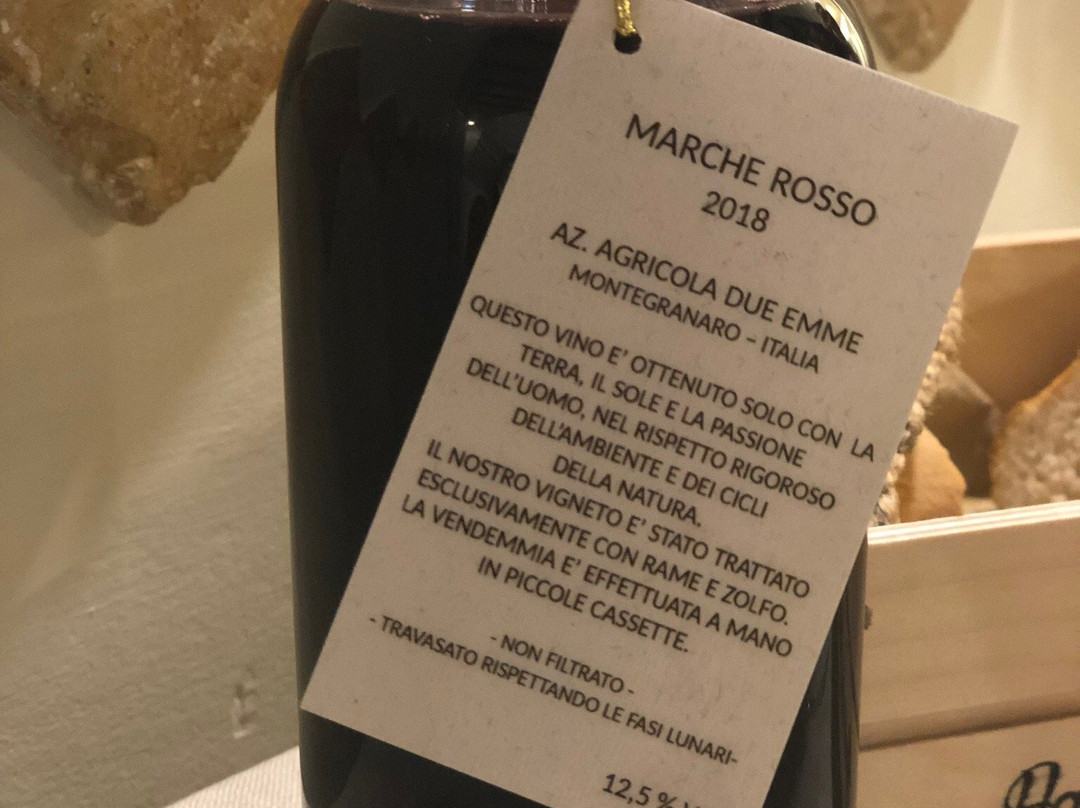 MARCHE ROSSO
2018
AZ. AGRICOLA DUE EMME
MONTEGRANARO – ITALIA
QUESTO VINO E' OTTENUTO SOLO CON LA
TERRA, IL SOLE E LA PASSIONE
DELL'UOMO, NEL RISPETTO RIGOROSO
DELL'AMBIENTE E DEI CICLI
DELLA NATURA.
IL NOSTRO VIGNETO E' STATO TRATTATO
ESCLUSIVAMENTE CON RAME E ZOLFO.
LA VENDEMMIA E' EFFETTUATA A MANO
IN PICCOLE CASSETTE.
- NON FILTRATO -
- TRAVASATO RISPETTANDO LE FASI LUNARI-
12,5 %